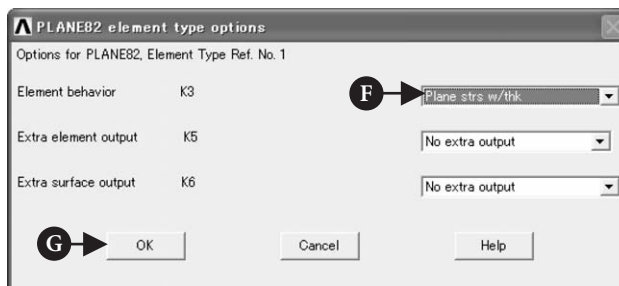 PLANE82 element type options
Options for PLANE82, Element Type Ref. No. 1
Element behavior K3 F Plane strs w/thk
Extra element output K5 No extra output
Extra surface output K6 No extra output
G OK Cancel Help